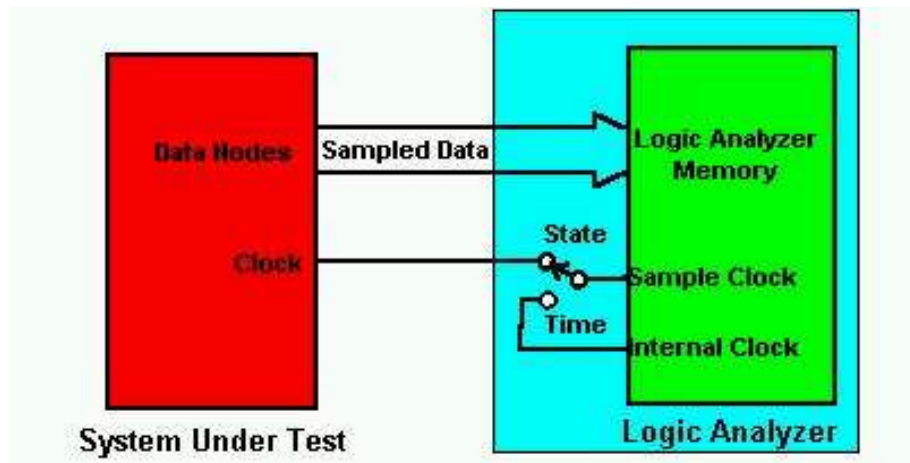 Data Nodes
Sampled Data
Logic Analyzer
Memory
State
Clock
Sample Clock
Time
Internal Clock
System Under Test
Logic Analyzer